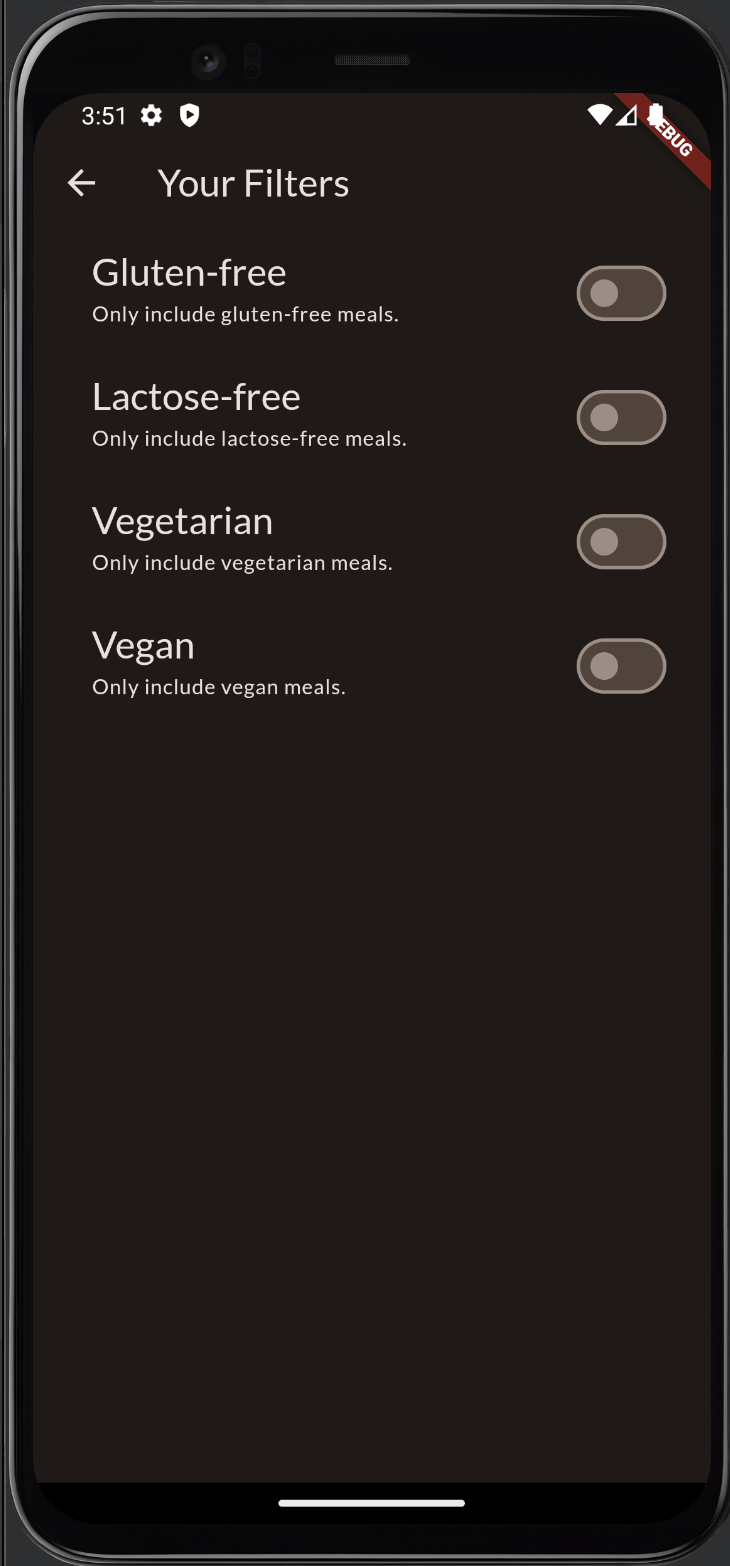 3:51
DEBUG
Your Filters
Gluten-free
Only include gluten-free meals.
Lactose-free
Only include lactose-free meals.
Vegetarian
Only include vegetarian meals.
Vegan
Only include vegan meals.